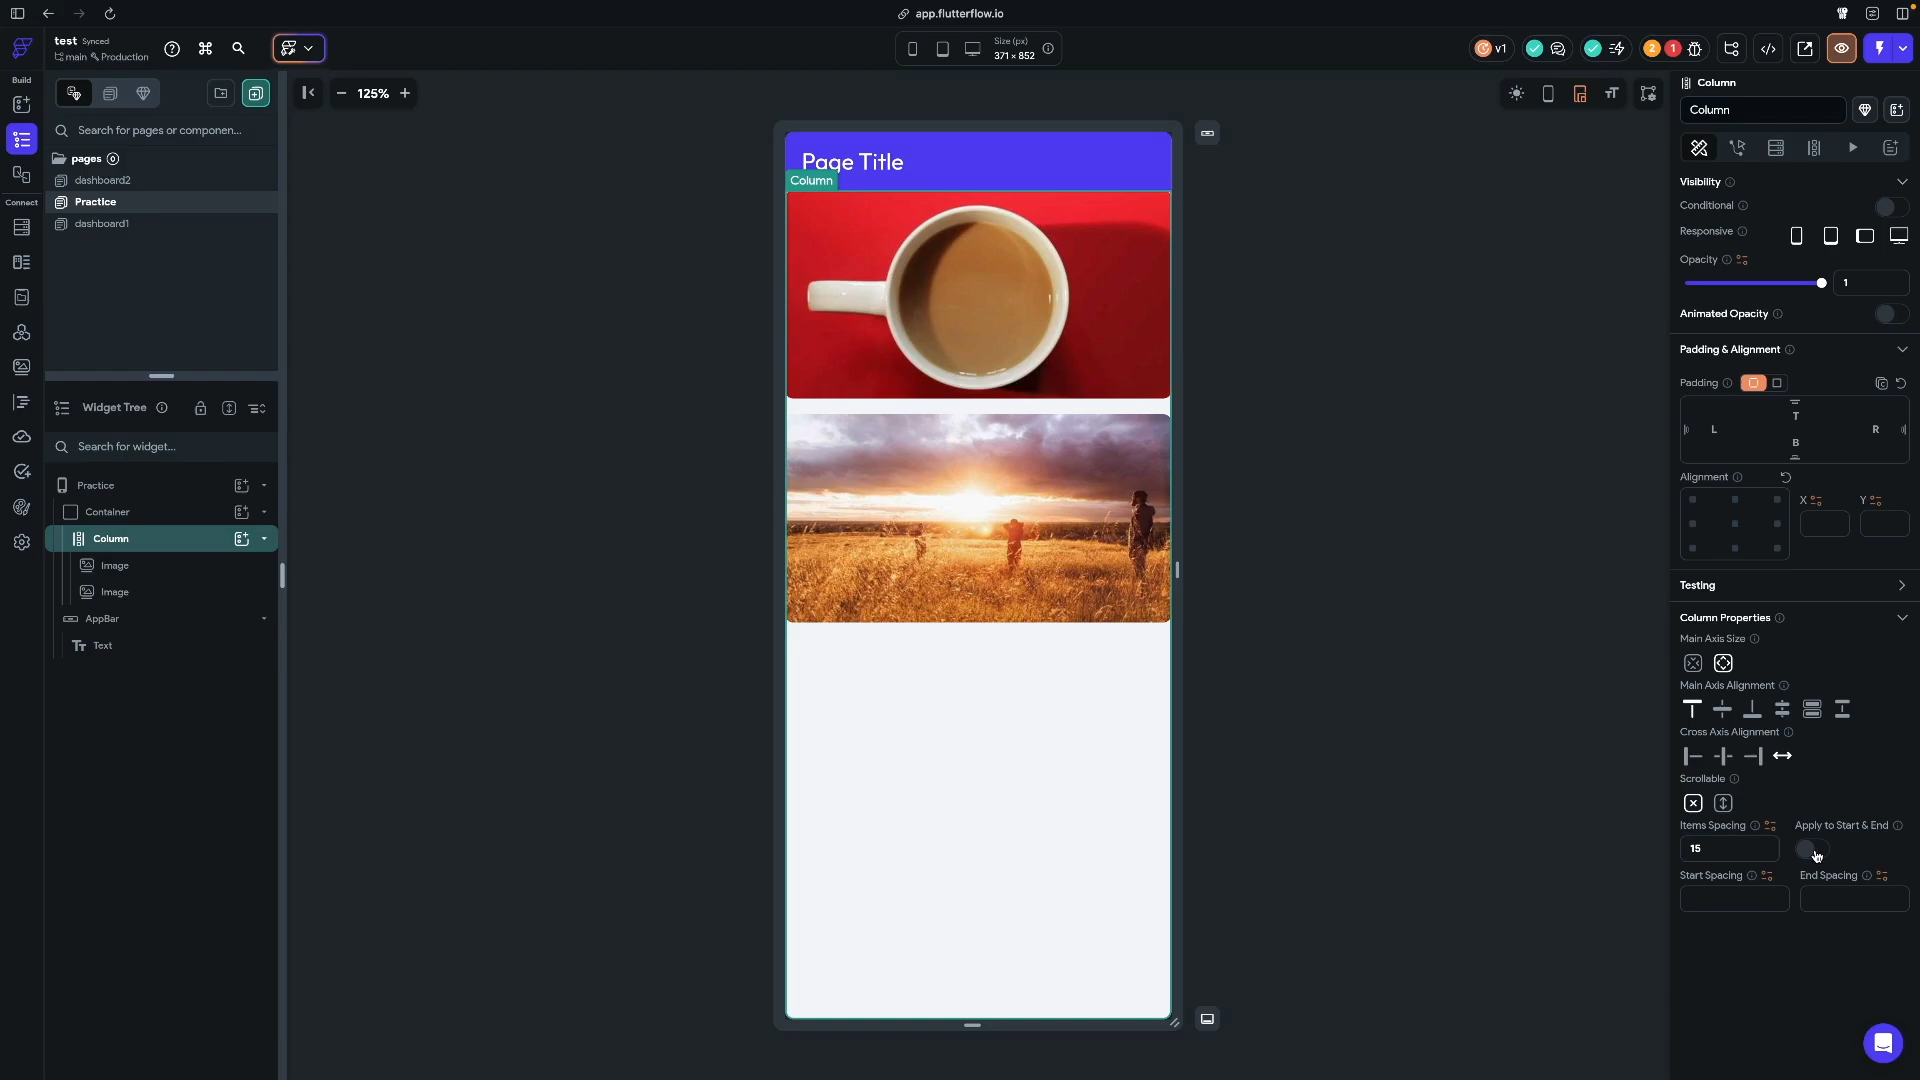 app.flutterflow.io
test Synced
main Production
Size (px)
371 × 852
v1
2 1
Build
125%
Search for pages or componen...
pages 0
dashboard2
Practice
dashboard1
Connect
Widget Tree
Search for widget...
Practice
Container
Column
Image
Image
AppBar
Tт Text
Page Title
Column
Column
Column
Visibility
Conditional
Responsive
Opacity
1
Animated Opacity
Padding & Alignment
Padding
T
L R
B
Alignment
X Y
Testing
Column Properties
Main Axis Size
Main Axis Alignment
Cross Axis Alignment
Scrollable
Items Spacing Apply to Start & End
15
Start Spacing End Spacing